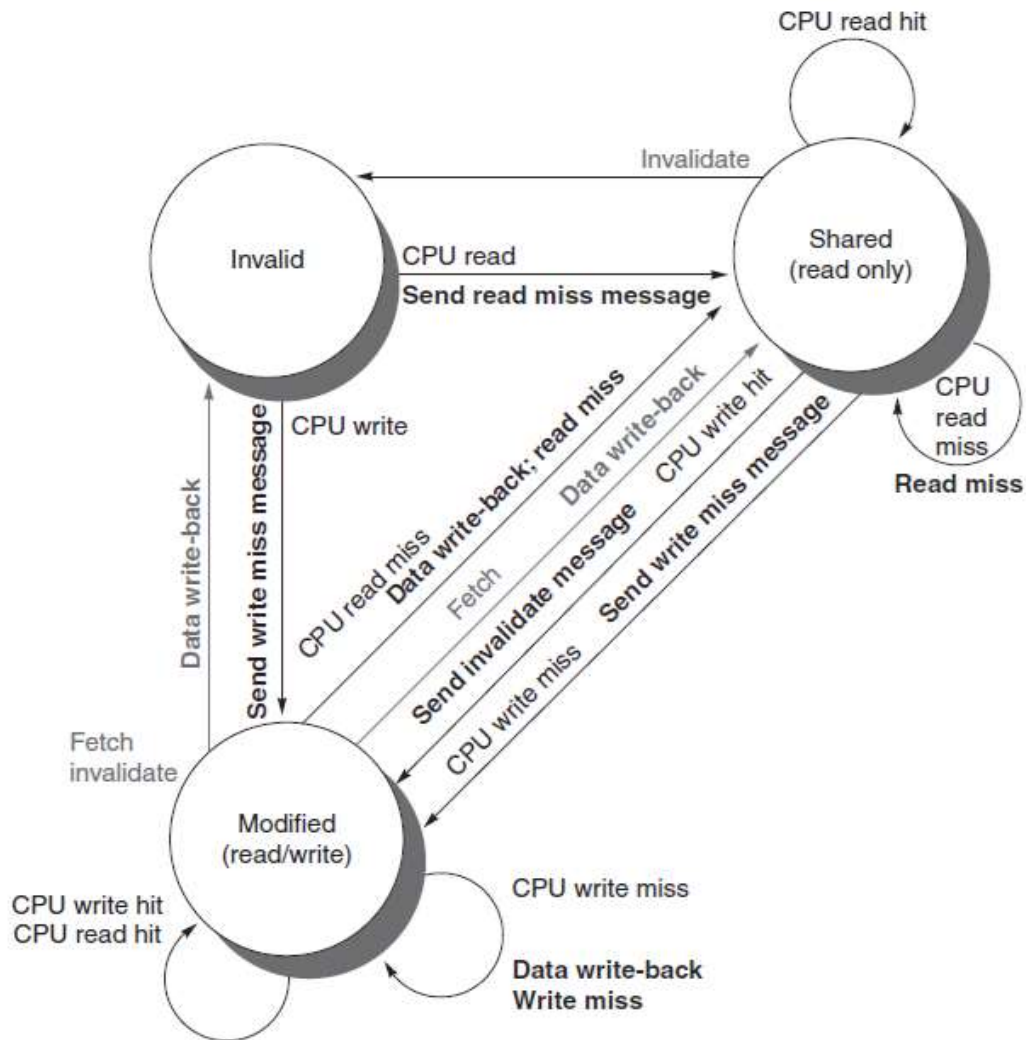 CPU read hit
Invalidate
Invalid
Shared
(read only)
CPU read
Send read miss message
CPU
read
miss
Read miss
CPU write
Send write miss message
Data write-back
Fetch
invalidate
CPU read miss
Data write-back; read miss
Fetch
Data write-back
Send invalidate message
CPU write hit
CPU write miss
Send write miss message
Modified
(read/write)
CPU write hit
CPU read hit
CPU write miss
Data write-back
Write miss